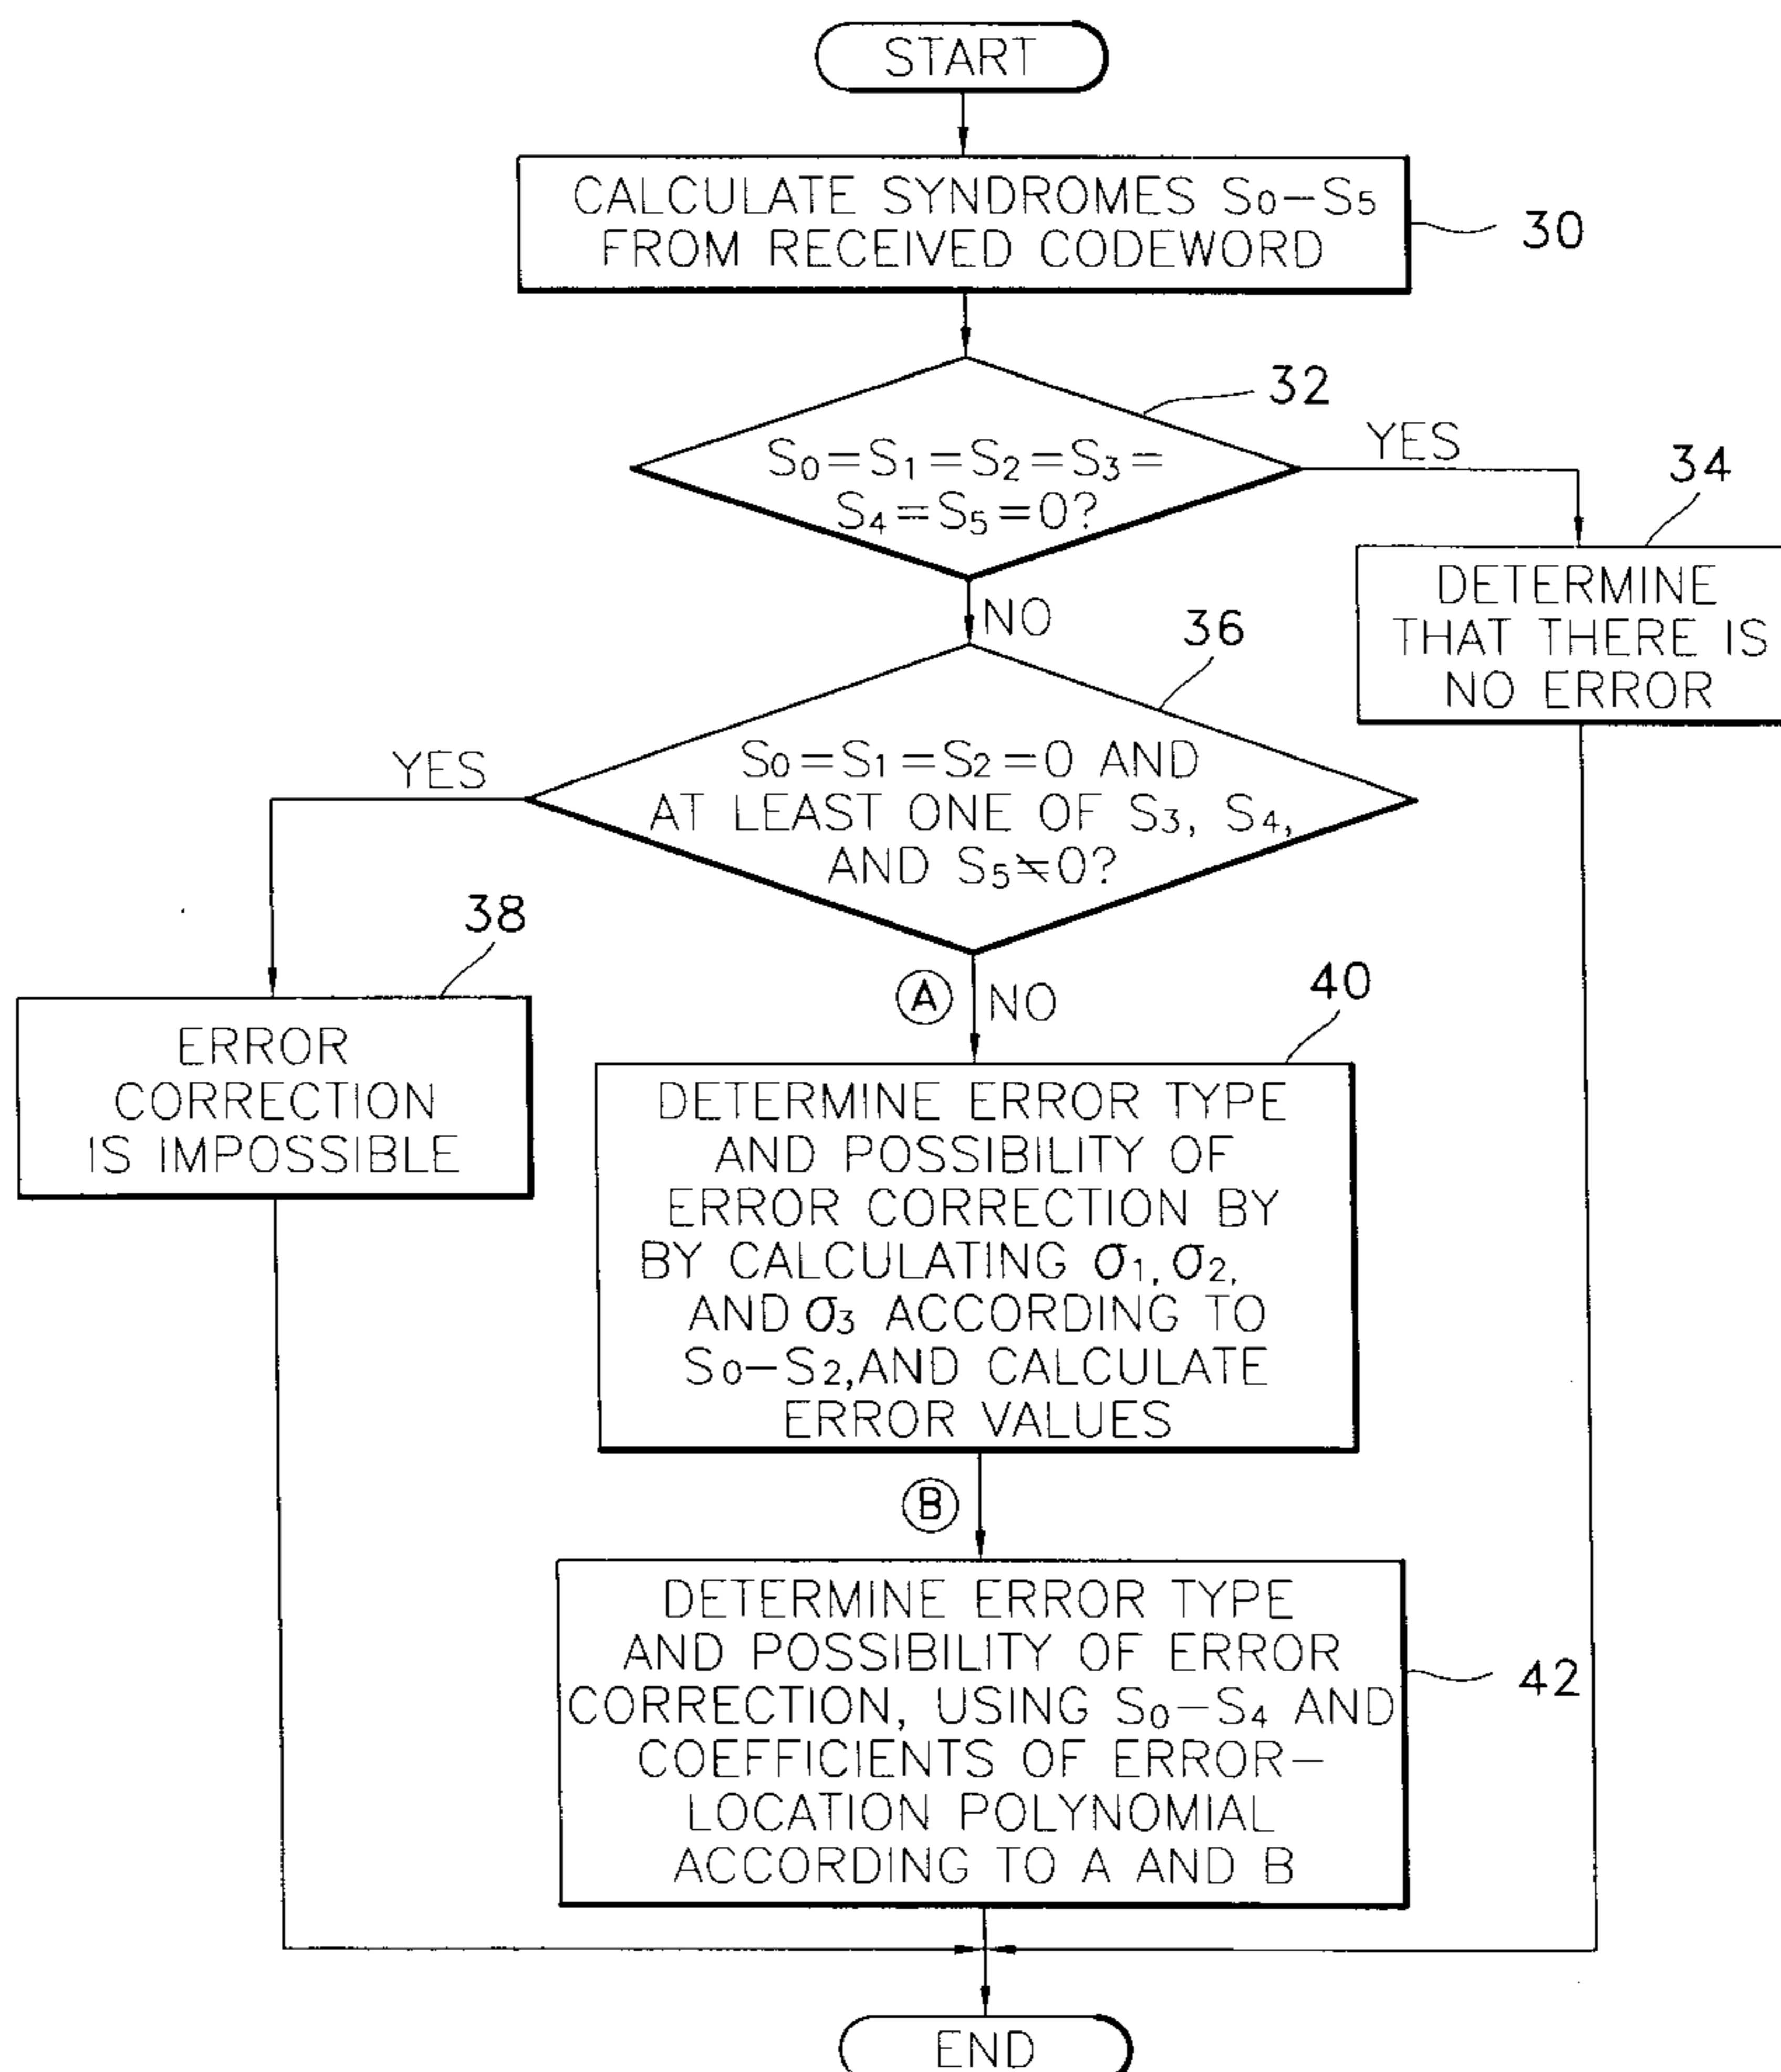 START
CALCULATE SYNDROMES S0-S5
FROM RECEIVED CODEWORD
30
32
S0=S1=S2=S3=
S4=S5=0?
YES
34
DETERMINE
THAT THERE IS
NO ERROR
NO
36
S0=S1=S2=0 AND
AT LEAST ONE OF S3, S4,
AND S5≠0?
YES
38
ERROR
CORRECTION
IS IMPOSSIBLE
A
NO
40
DETERMINE ERROR TYPE
AND POSSIBILITY OF
ERROR CORRECTION BY
BY CALCULATING σ1, σ2,
AND σ3 ACCORDING TO
S0-S2, AND CALCULATE
ERROR VALUES
B
DETERMINE ERROR TYPE
AND POSSIBILITY OF ERROR
CORRECTION, USING S0-S4 AND
COEFFICIENTS OF ERROR-
LOCATION POLYNOMIAL
ACCORDING TO A AND B
42
END